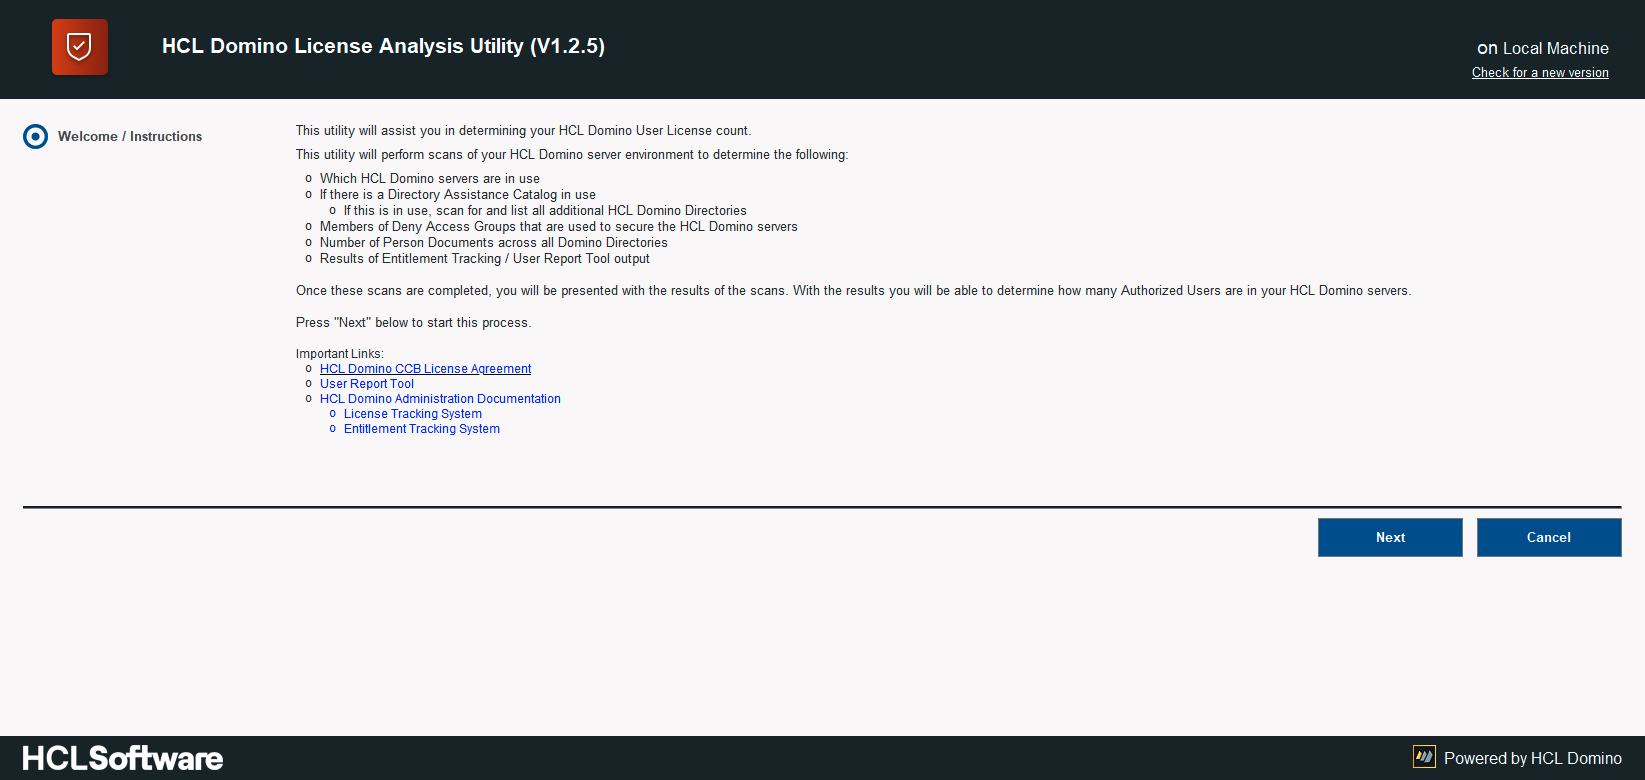 HCL Domino License Analysis Utility (V1.2.5)
on Local Machine
Check for a new version
Welcome / Instructions
This utility will assist you in determining your HCL Domino User License count.
This utility will perform scans of your HCL Domino server environment to determine the following:
o Which HCL Domino servers are in use
o If there is a Directory Assistance Catalog in use
o If this is in use, scan for and list all additional HCL Domino Directories
o Members of Deny Access Groups that are used to secure the HCL Domino servers
o Number of Person Documents across all Domino Directories
o Results of Entitlement Tracking / User Report Tool output
Once these scans are completed, you will be presented with the results of the scans. With the results you will be able to determine how many Authorized Users are in your HCL Domino servers.
Press "Next" below to start this process.
Important Links:
o HCL Domino CCB License Agreement
o User Report Tool
o HCL Domino Administration Documentation
o License Tracking System
o Entitlement Tracking System
Next
Cancel
HCLSoftware
Powered by HCL Domino